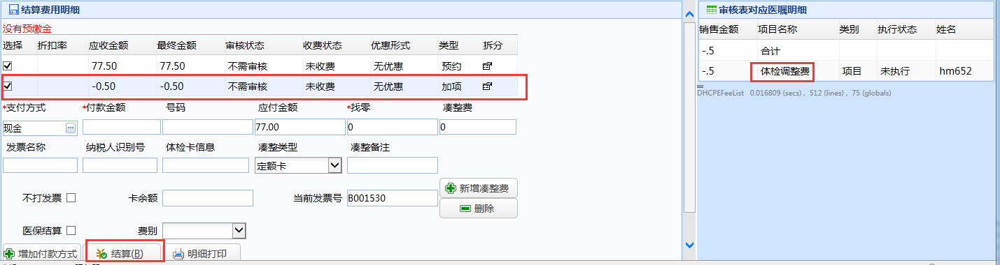 结算费用明细
没有预缴金
选择 折扣率 应收金额 最终金额 审核状态 收费状态 优惠形式 类型 拆分
77.50 77.50 不需审核 未收费 无优惠 预约
-0.50 -0.50 不需审核 未收费 无优惠 加项
*支付方式 *付款金额 号码 应付金额 *找零 凑整费
现金 ... 77.00 0 0
发票名称 纳税人识别号 体检卡信息 凑整类型 凑整备注
定额卡
不打发票 卡余额 当前发票号 B001530
新增凑整费
删除
医保结算 费别
增加付款方式 结算(B) 明细打印
审核表对应医嘱明细
销售金额 项目名称 类别 执行状态 姓名
-.5 合计
-.5 体检调整费 项目 未执行 hm652
DHCPEFeeList 0.016809 (secs) , 512 (lines) , 75 (globals)